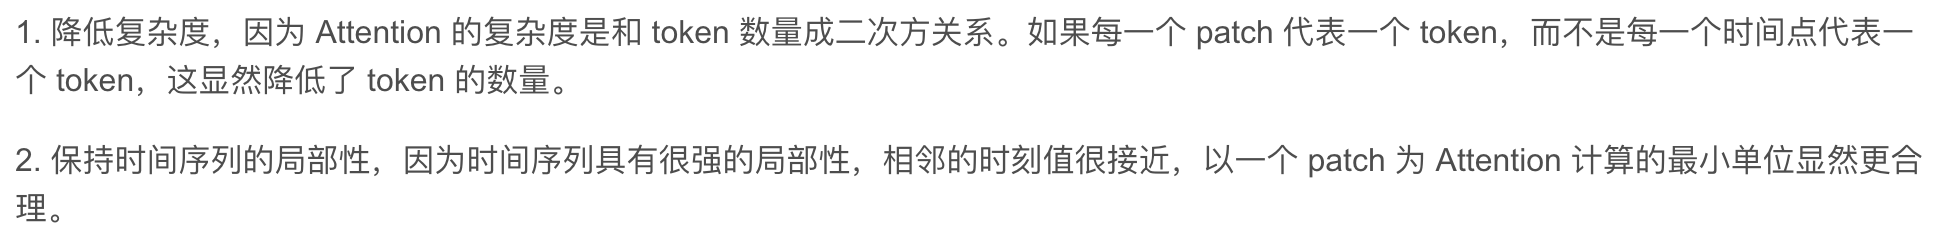 1. 降低复杂度，因为 Attention 的复杂度是和 token 数量成二次方关系。如果每一个 patch 代表一个 token，而不是每一个时间点代表一
个 token，这显然降低了 token 的数量。
2. 保持时间序列的局部性，因为时间序列具有很强的局部性，相邻的时刻值很接近，以一个 patch 为 Attention 计算的最小单位显然更合
理。